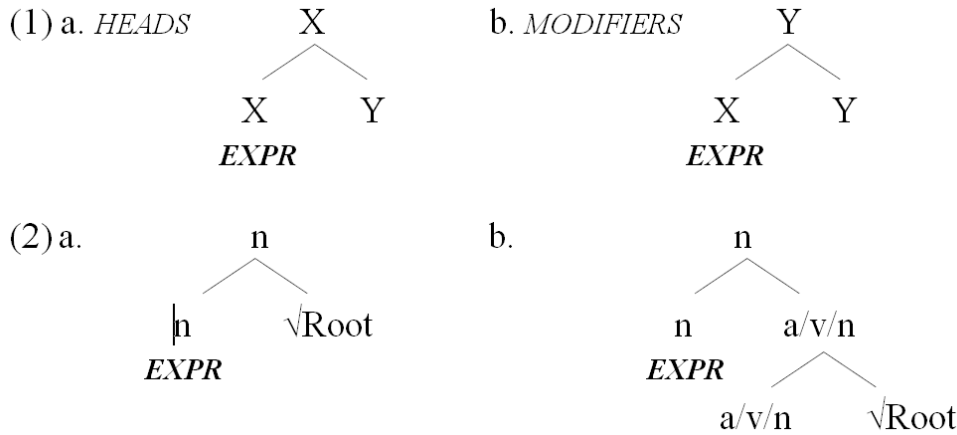 (1) a. HEADS X b. MODIFIERS Y
X Y X Y
EXPR EXPR
(2) a. n b. n
n √Root n a/v/n
EXPR EXPR
a/v/n √Root